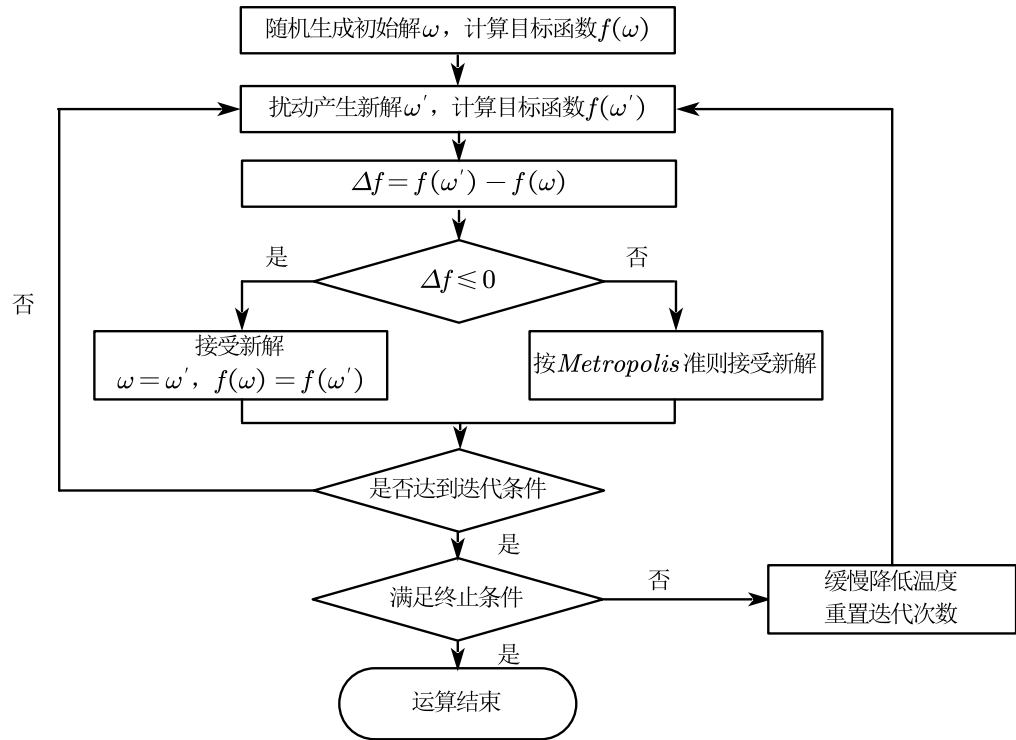 随机生成初始解ω，计算目标函数f(ω)
扰动产生新解ω'，计算目标函数f(ω')
Δf=f(ω')-f(ω)
是
否
Δf≤0
否
接受新解
ω=ω'，f(ω)=f(ω')
按Metropolis准则接受新解
是否达到迭代条件
是
满足终止条件
否
缓慢降低温度
重置迭代次数
是
运算结束